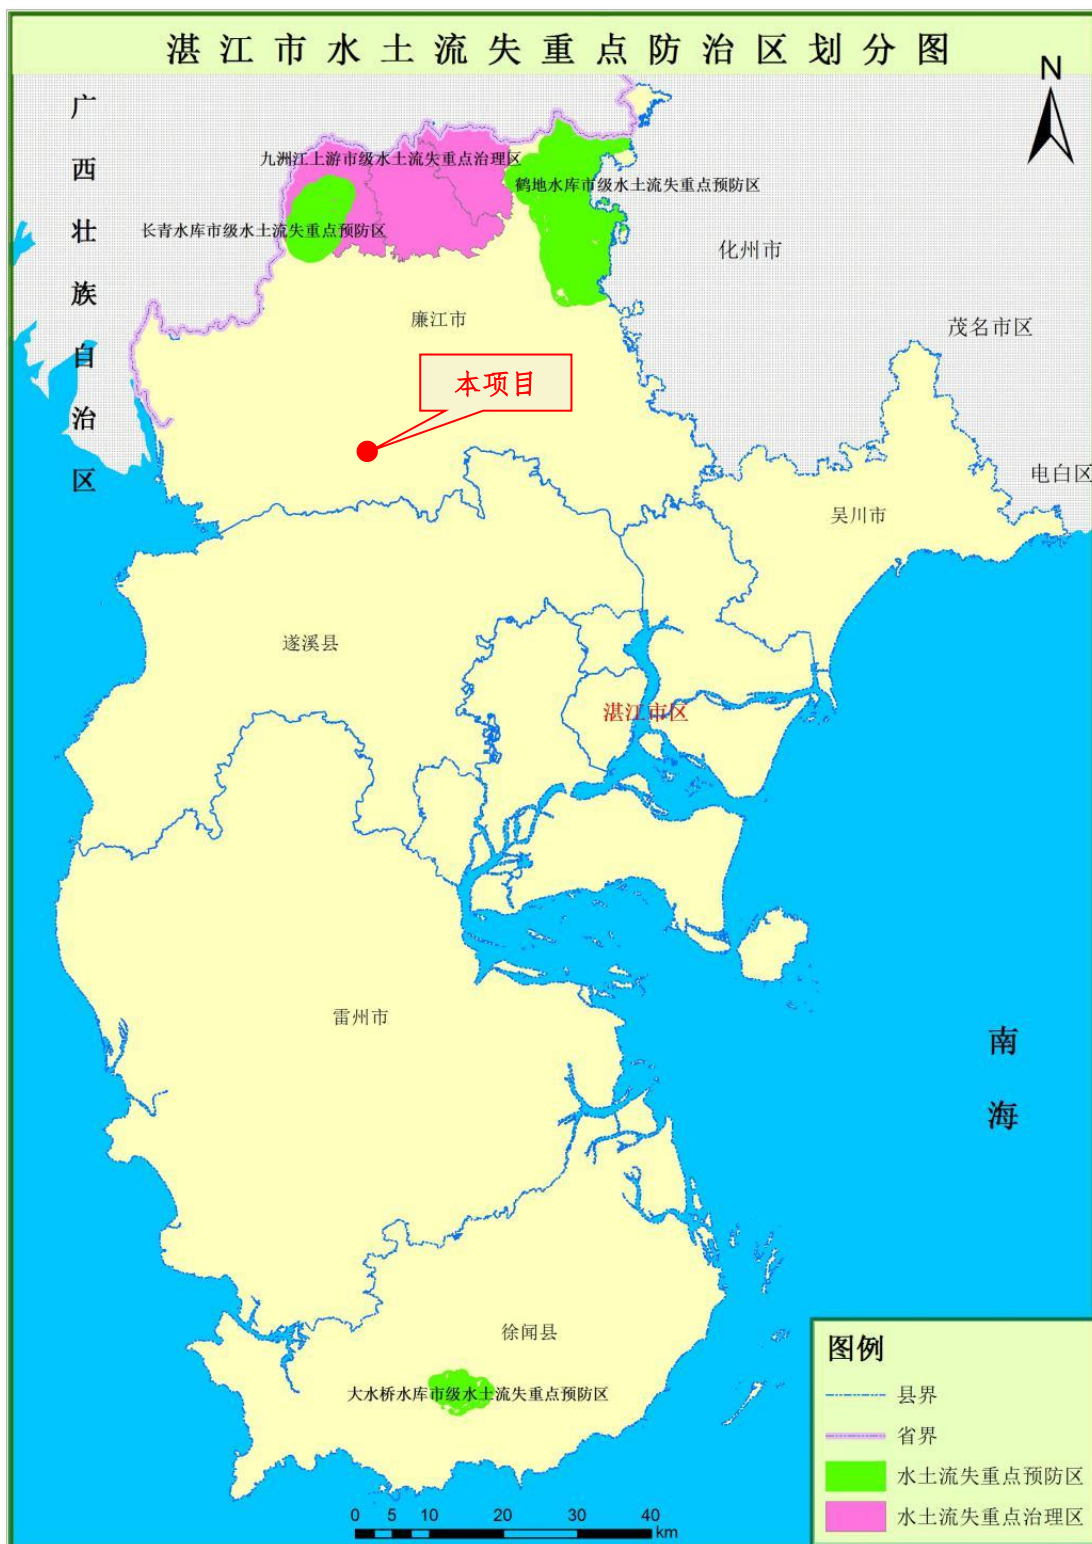 湛江市水土流失重点防治区划分图
N
广西壮族自治区
九洲江上游市级水土流失重点治理区
鹤地水库市级水土流失重点预防区
长青水库市级水土流失重点预防区
化州市
廉江市
茂名市区
本项目
电白区
吴川市
遂溪县
湛江市区
雷州市
南海
徐闻县
大水桥水库市级水土流失重点预防区
图例
县界
省界
水土流失重点预防区
水土流失重点治理区
0 5 10 20 30 40
km